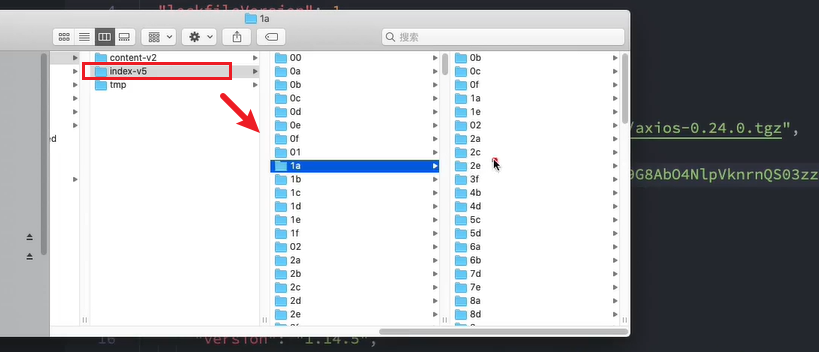 "lockfileVersion": 1
1a
搜索
content-v2
index-v5
tmp
ed
00
0a
0b
0c
0d
0e
0f
01
1a
1b
1c
1d
1e
1f
02
2a
2b
2c
2d
2e
0b
0c
0f
1a
1e
02
2a
2c
2e
3f
4b
4d
5c
5d
6a
6b
7d
7e
8a
8d
/axios-0.24.0.tgz",
9G8AbO4NlpVknrnQS03zz
16
"version": "1.14.5",